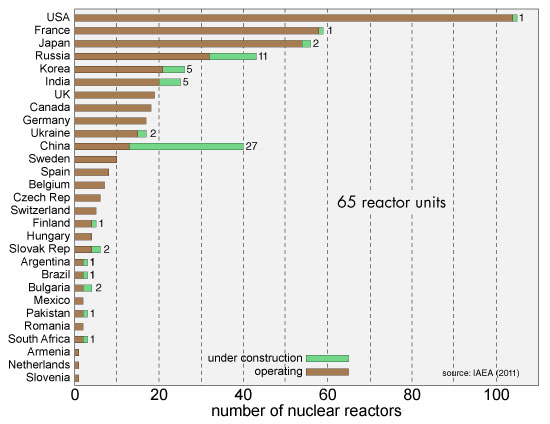 USA 1
France 1
Japan 2
Russia 11
Korea 5
India 5
UK
Canada
Germany
Ukraine 2
China 27
Sweden
Spain
Belgium
65 reactor units
Czech Rep
Switzerland
Finland 1
Hungary
Slovak Rep 2
Argentina 1
Brazil 1
Bulgaria 2
Mexico
Pakistan 1
Romania
South Africa 1
Armenia
under construction
Netherlands
operating
source: IAEA (2011)
Slovenia
0 20 40 60 80 100
number of nuclear reactors